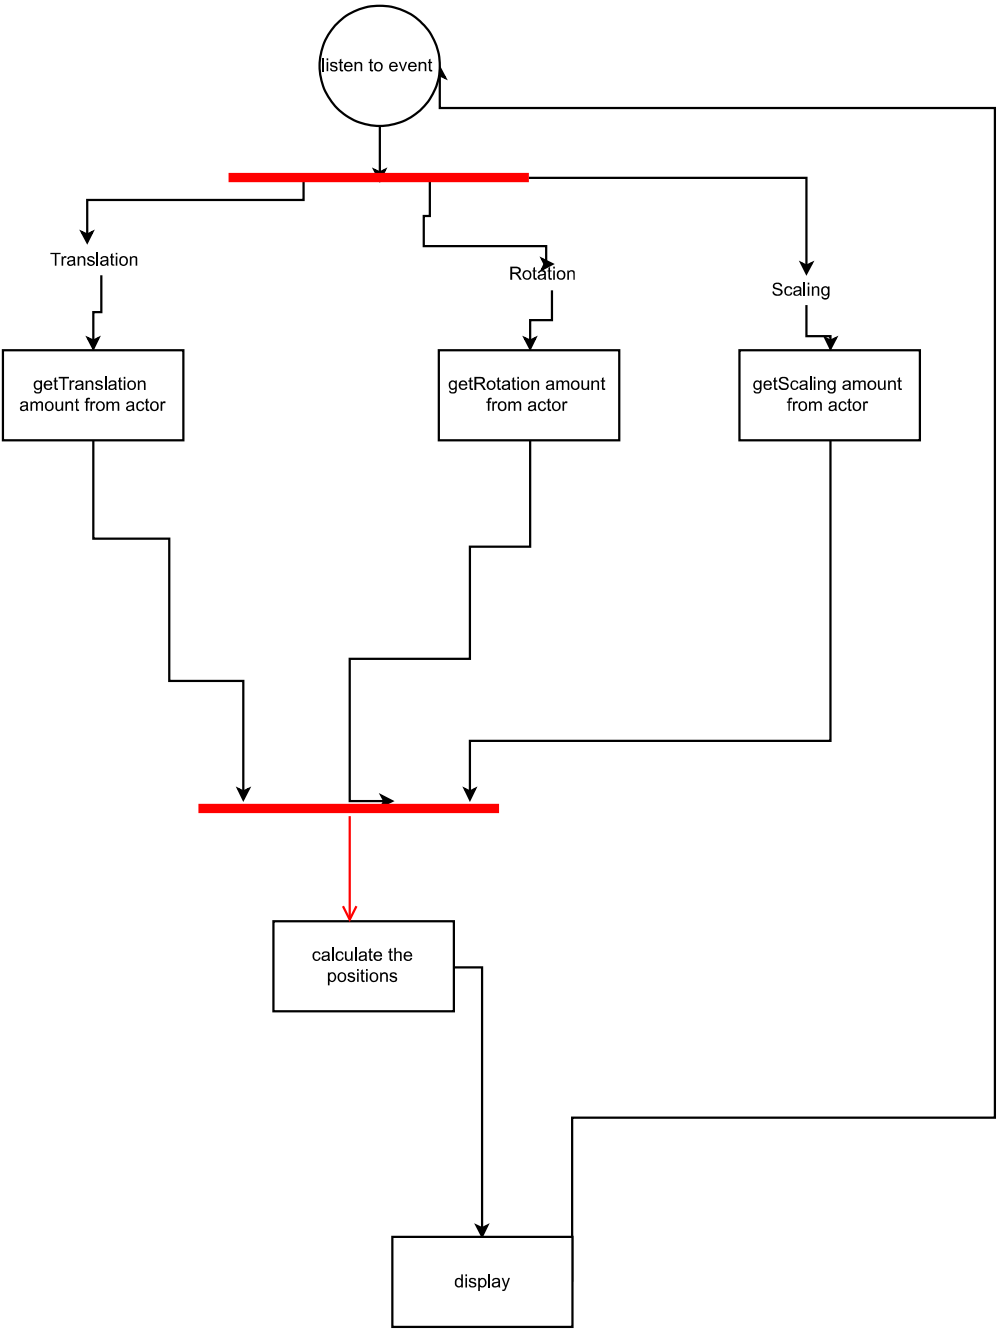 listen to event
Translation
Rotation
Scaling
getTranslation
amount from actor
getRotation amount
from actor
getScaling amount
from actor
calculate the
positions
display